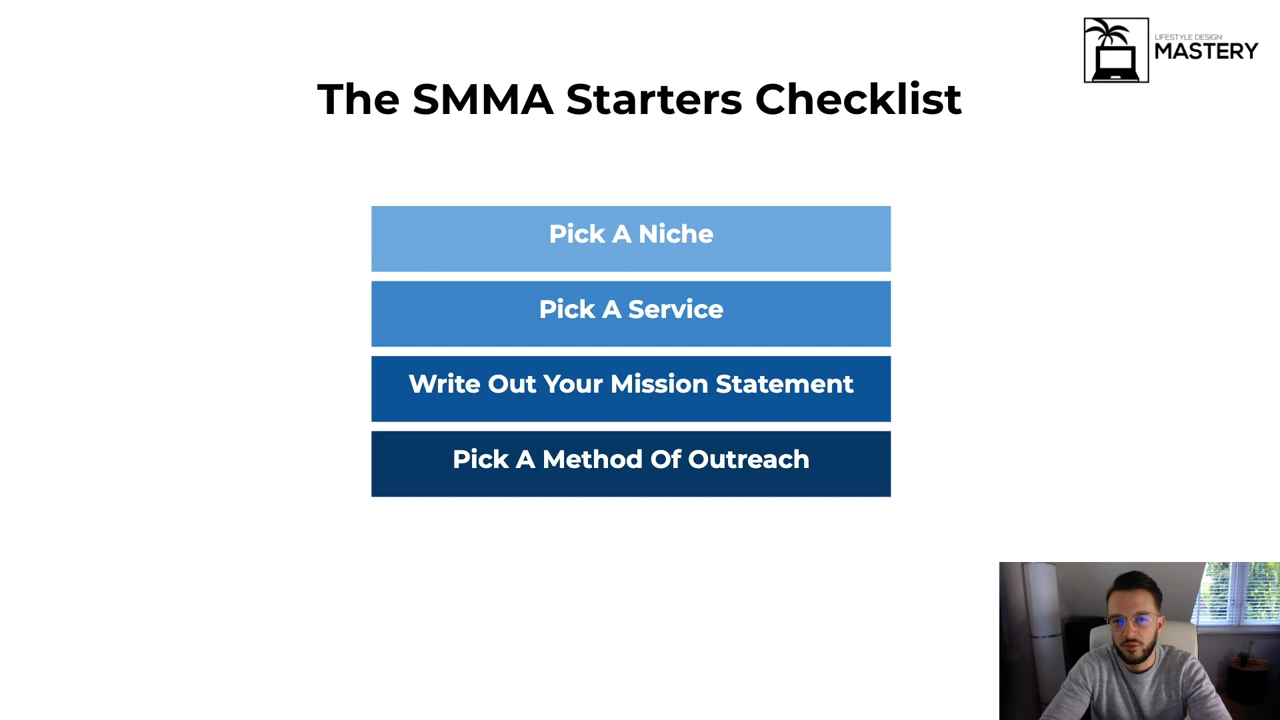 LIFESTYLE DESIGN
MASTERY
The SMMA Starters Checklist
Pick A Niche
Pick A Service
Write Out Your Mission Statement
Pick A Method Of Outreach